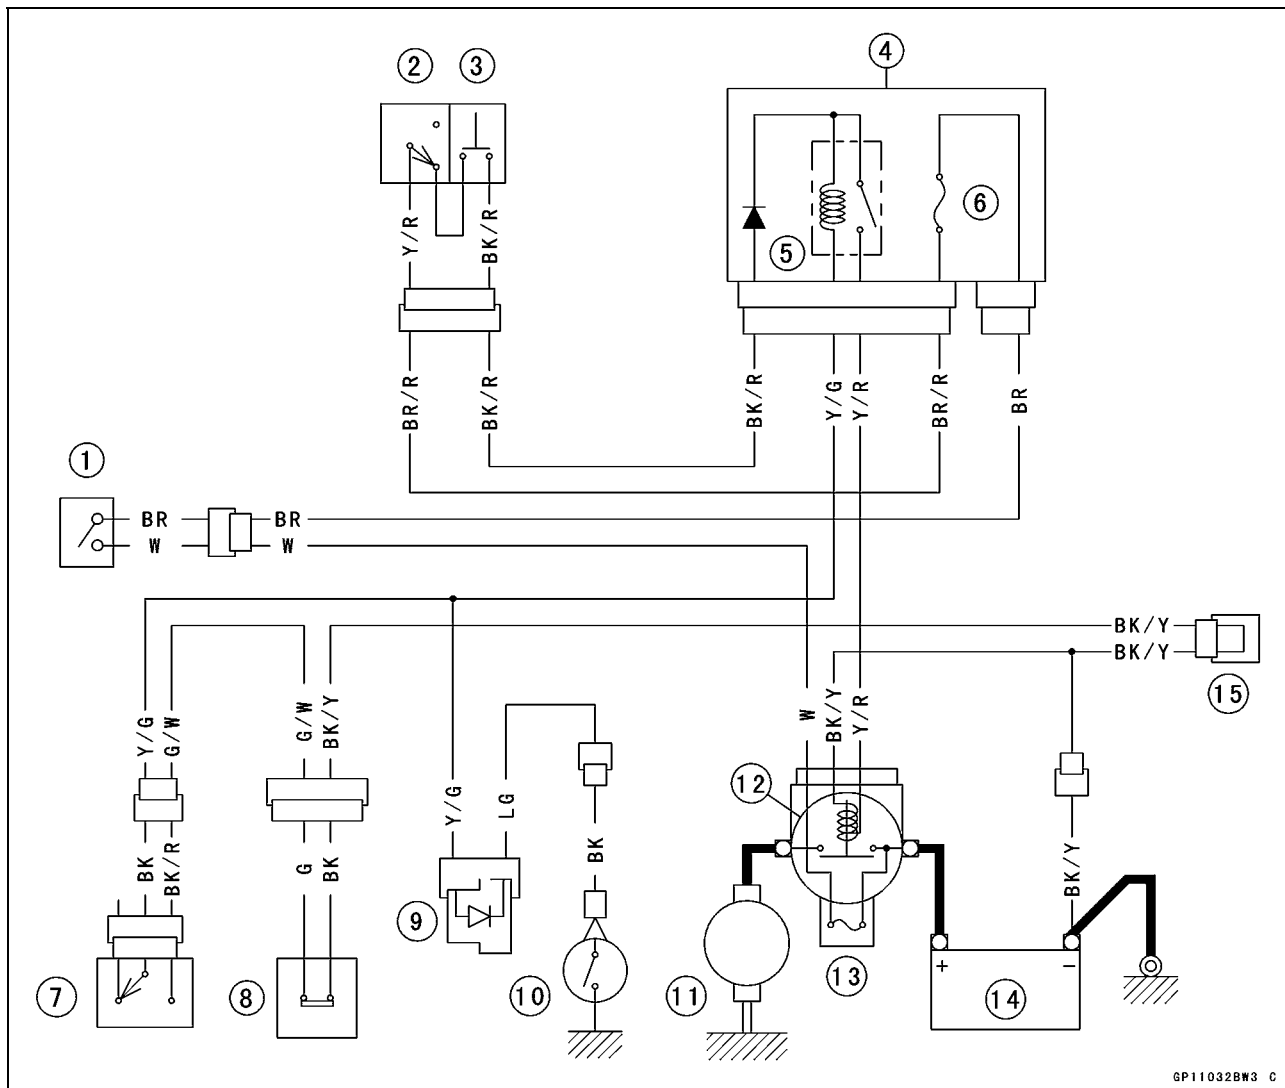 2 3 4
5 6
Y/R BK/R
BR/R BK/R BK/R Y/G Y/R BR/R BR
1
BR BR
W W
BK/Y
BK/Y
15
Y/G G/W G/W BK/Y W BK/Y Y/R
12
Y/G LG
BK BK/R G BK BK BK/Y
9
7 8 10 11 13 14
+ −
GP11032BW3 C